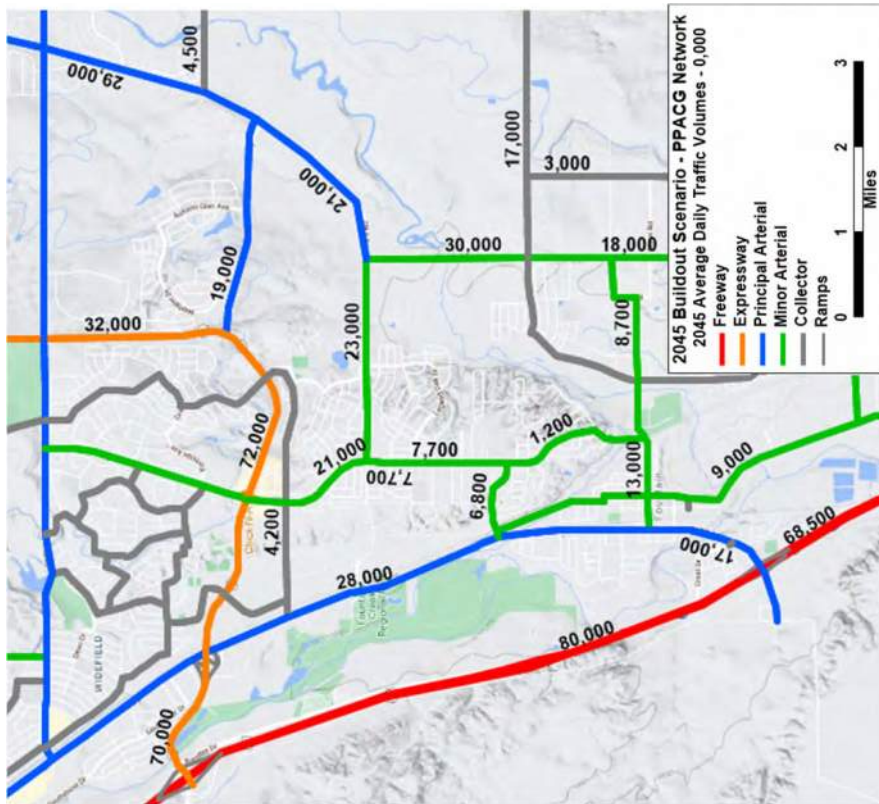 29,000
4,500
21,000
19,000
17,000
3,000
32,000
30,000
18,000
23,000
8,700
72,000
21,000
7,700
7,700
1,200
6,800
13,000
9,000
4,200
28,000
17,000
68,500
80,000
70,000
WIDEFIELD
Autumn Glen Ave
2045 Buildout Scenario - PPACG Network
2045 Average Daily Traffic Volumes - 0,000
Freeway
Expressway
Principal Arterial
Minor Arterial
Collector
Ramps
0
1
2
3
Miles